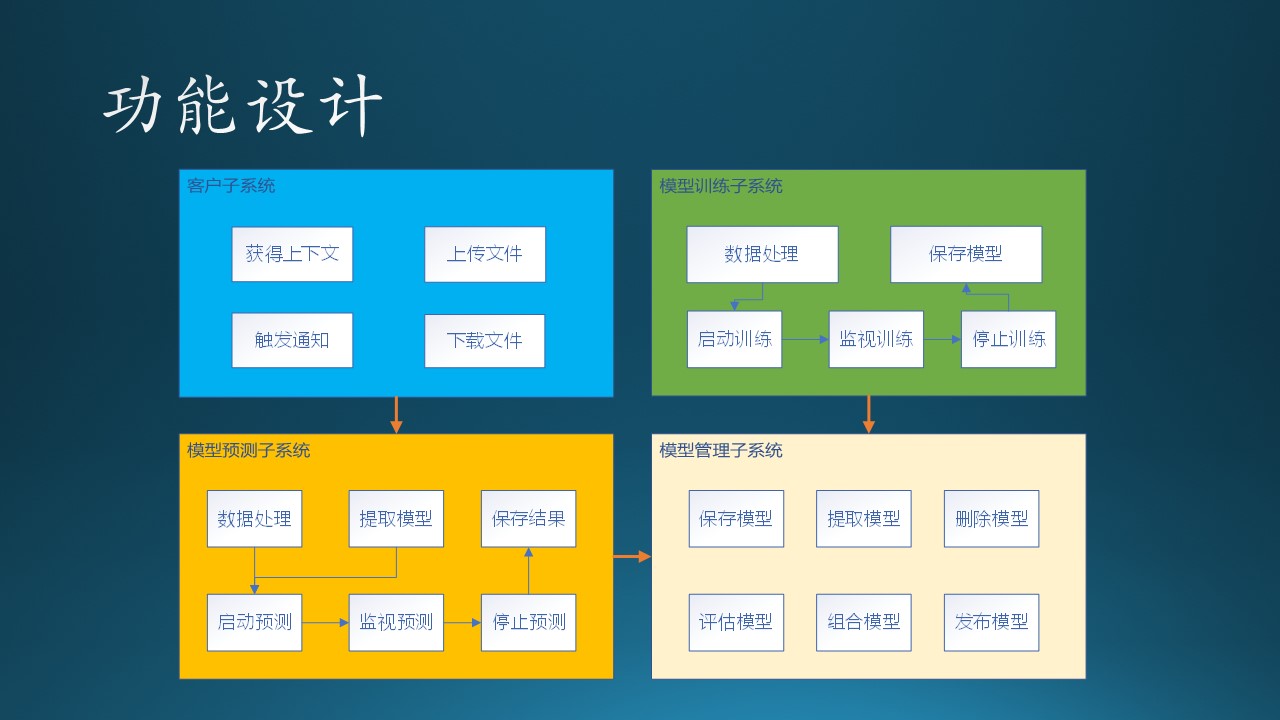 功能设计
客户子系统
获得上下文
上传文件
触发通知
下载文件
模型训练子系统
数据处理
保存模型
启动训练
监视训练
停止训练
模型预测子系统
数据处理
提取模型
保存结果
启动预测
监视预测
停止预测
模型管理子系统
保存模型
提取模型
删除模型
评估模型
组合模型
发布模型